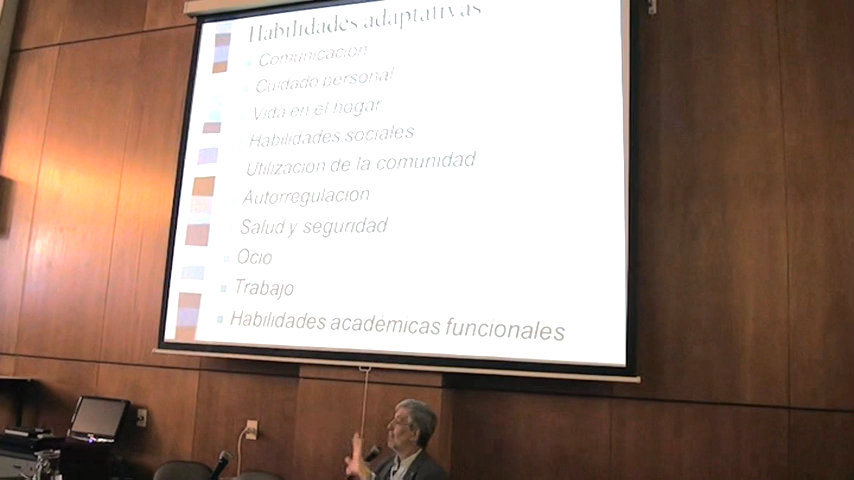 Habilidades adaptativas
Comunicación
Cuidado personal
Vida en el hogar
Habilidades sociales
Utilización de la comunidad
Autorregulación
Salud y seguridad
Ocio
Trabajo
Habilidades académicas funcionales